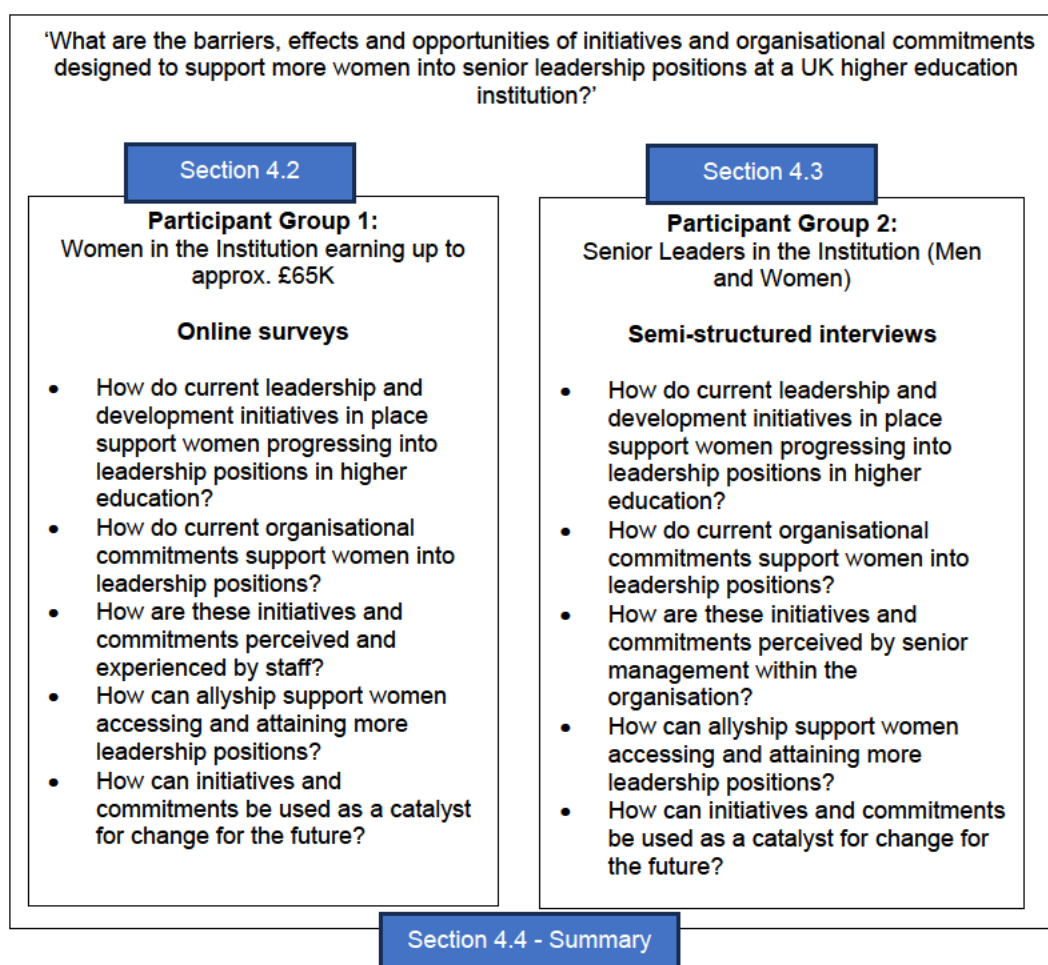 ‘What are the barriers, effects and opportunities of initiatives and organisational commitments
designed to support more women into senior leadership positions at a UK higher education
institution?’
Section 4.2
Participant Group 1:
Women in the Institution earning up to
approx. £65K
Online surveys
• How do current leadership and
development initiatives in place
support women progressing into
leadership positions in higher
education?
• How do current organisational
commitments support women into
leadership positions?
• How are these initiatives and
commitments perceived and
experienced by staff?
• How can allyship support women
accessing and attaining more
leadership positions?
• How can initiatives and
commitments be used as a catalyst
for change for the future?
Section 4.3
Participant Group 2:
Senior Leaders in the Institution (Men
and Women)
Semi-structured interviews
• How do current leadership and
development initiatives in place
support women progressing into
leadership positions in higher
education?
• How do current organisational
commitments support women into
leadership positions?
• How are these initiatives and
commitments perceived by senior
management within the
organisation?
• How can allyship support women
accessing and attaining more
leadership positions?
• How can initiatives and commitments
be used as a catalyst for change for
the future?
Section 4.4 - Summary